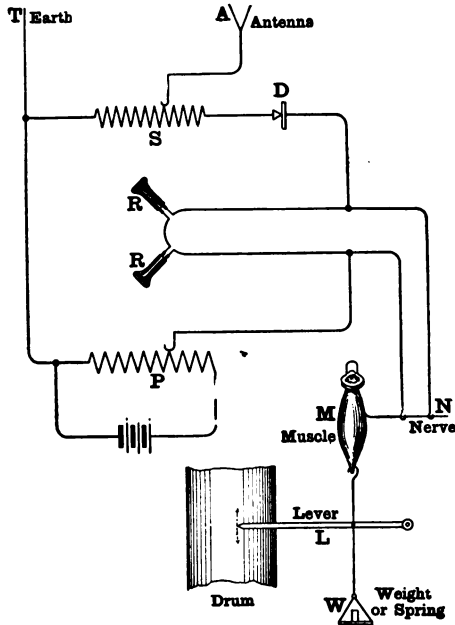 T Earth
A Antenna
S
D
R
R
P
M
Muscle
N
Nerve
Lever
L
Drum
W
Weight
or Spring